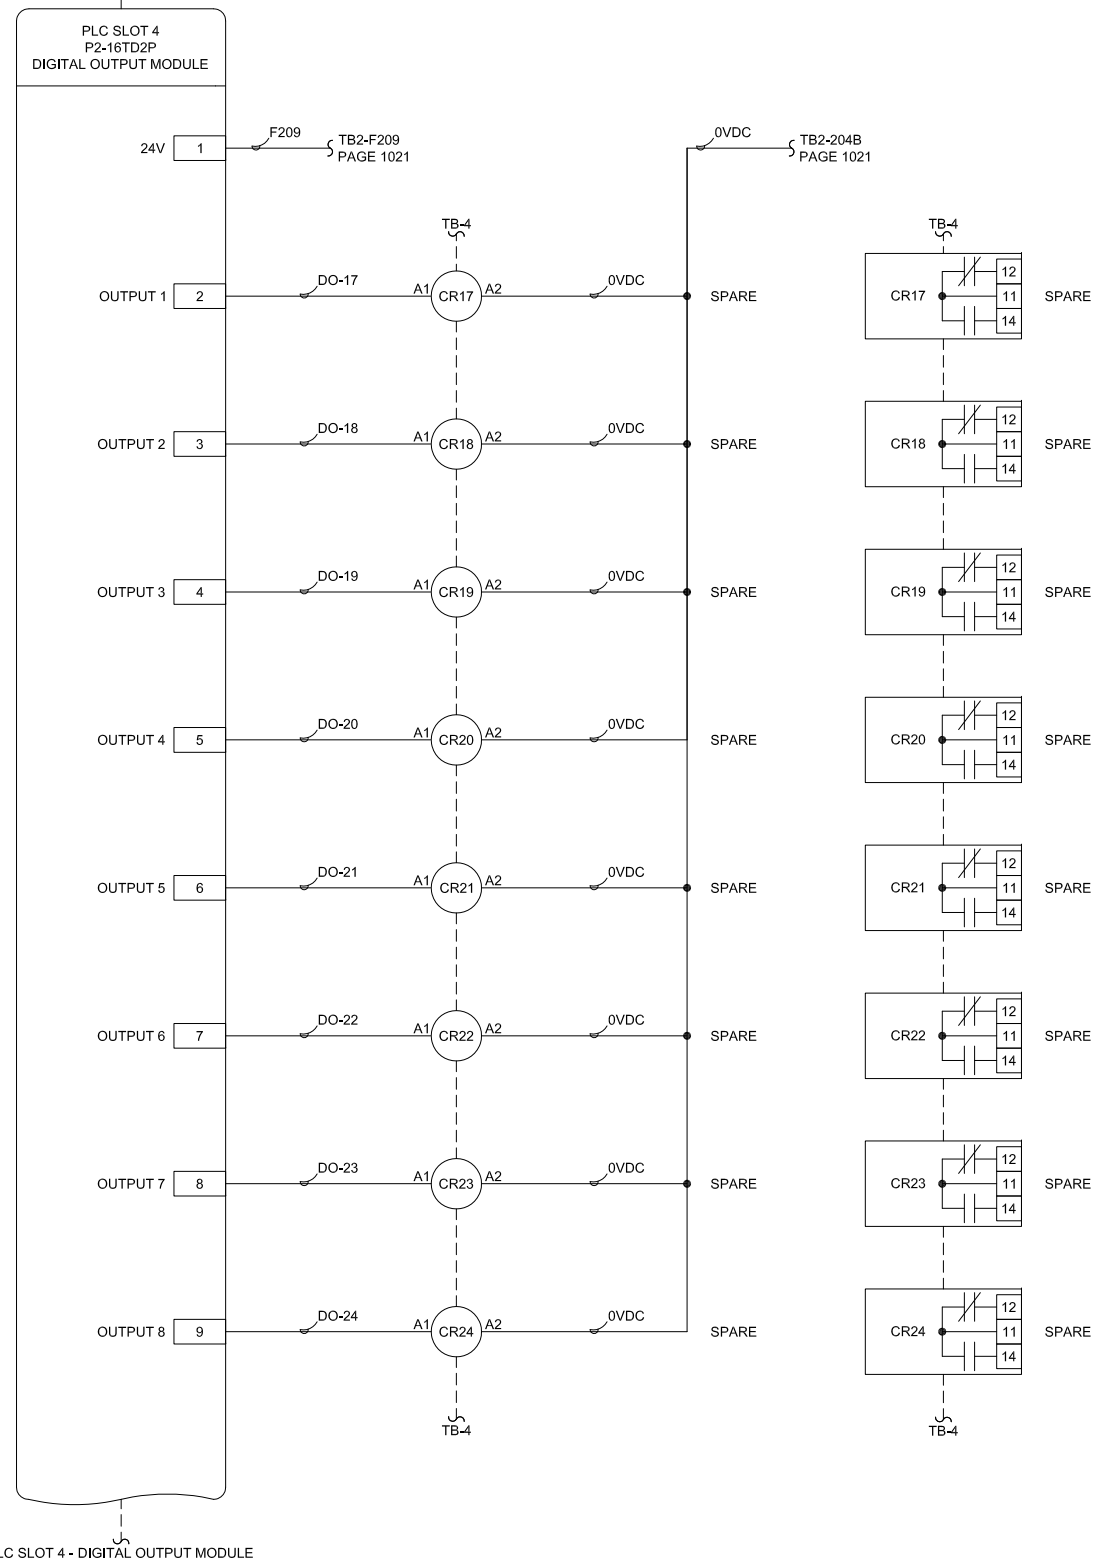 PLC SLOT 4
P2-16TD2P
DIGITAL OUTPUT MODULE
24V 1 F209 TB2-F209
PAGE 1021
0VDC TB2-204B
PAGE 1021
TB-4 TB-4
OUTPUT 1 2 DO-17 A1 CR17 A2 0VDC SPARE CR17 12 11 14 SPARE
OUTPUT 2 3 DO-18 A1 CR18 A2 0VDC SPARE CR18 12 11 14 SPARE
OUTPUT 3 4 DO-19 A1 CR19 A2 0VDC SPARE CR19 12 11 14 SPARE
OUTPUT 4 5 DO-20 A1 CR20 A2 0VDC SPARE CR20 12 11 14 SPARE
OUTPUT 5 6 DO-21 A1 CR21 A2 0VDC SPARE CR21 12 11 14 SPARE
OUTPUT 6 7 DO-22 A1 CR22 A2 0VDC SPARE CR22 12 11 14 SPARE
OUTPUT 7 8 DO-23 A1 CR23 A2 0VDC SPARE CR23 12 11 14 SPARE
OUTPUT 8 9 DO-24 A1 CR24 A2 0VDC SPARE CR24 12 11 14 SPARE
TB-4 TB-4
LC SLOT 4 - DIGITAL OUTPUT MODULE